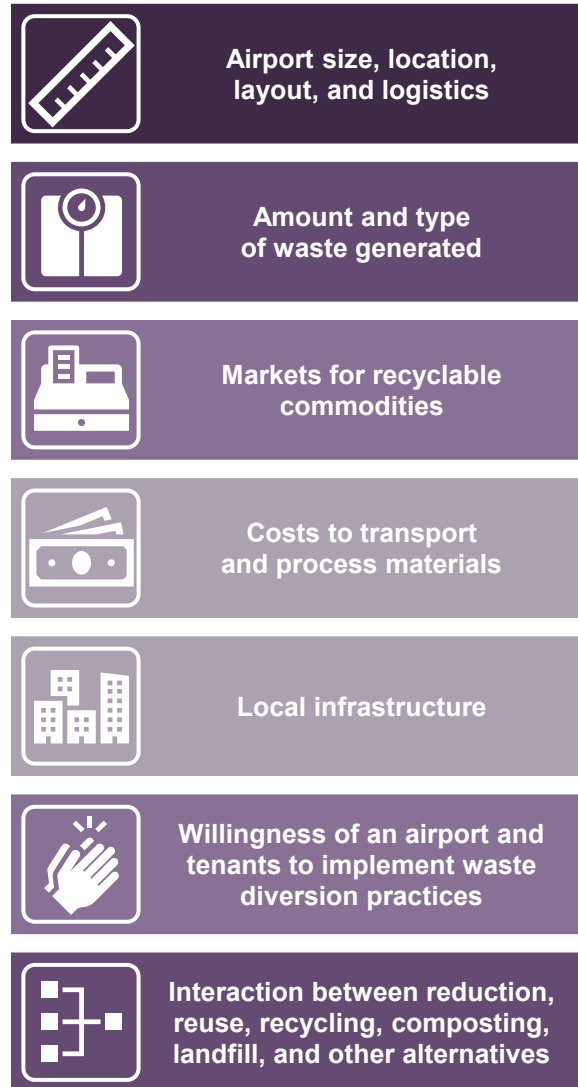 Airport size, location,
layout, and logistics
Amount and type
of waste generated
Markets for recyclable
commodities
Costs to transport
and process materials
Local infrastructure
Willingness of an airport and
tenants to implement waste
diversion practices
Interaction between reduction,
reuse, recycling, composting,
landfill, and other alternatives